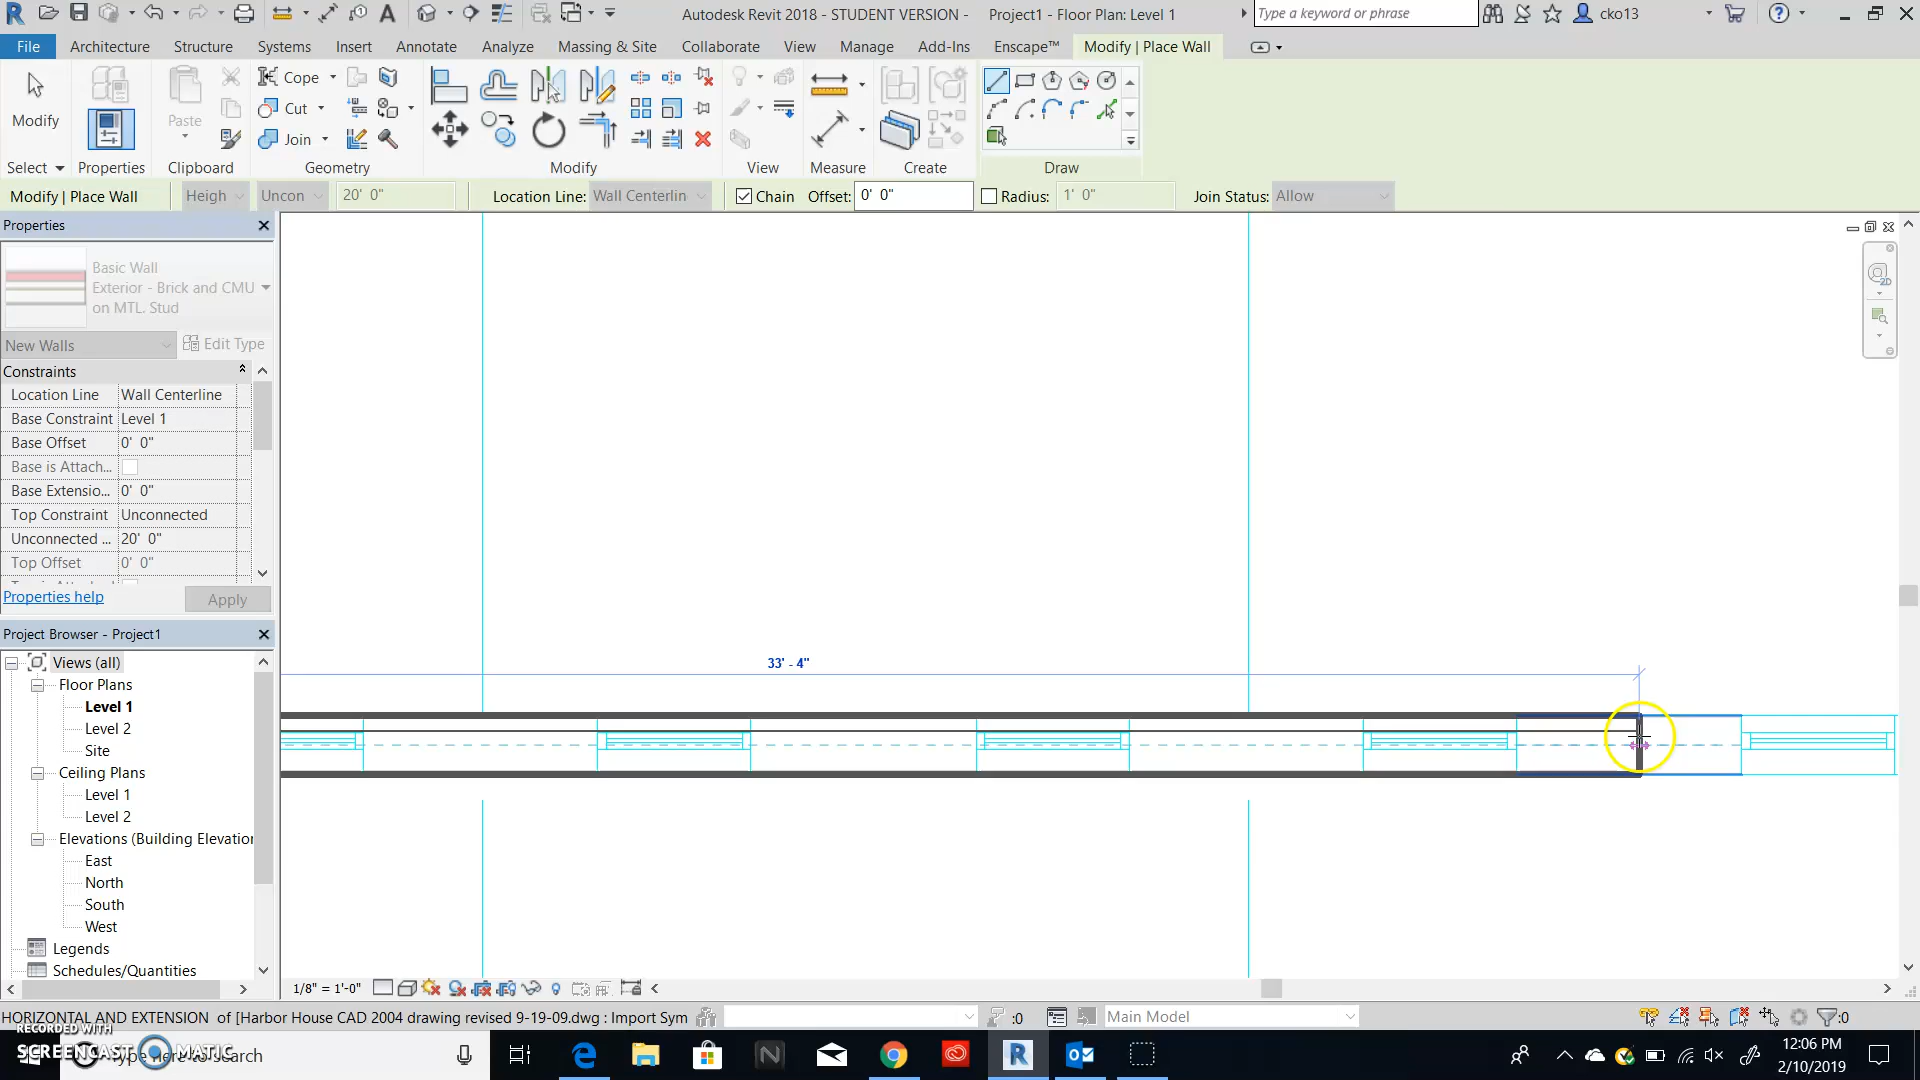 Autodesk Revit 2018 - STUDENT VERSION - Project1 - Floor Plan: Level 1
Type a keyword or phrase
cko13
File Architecture Structure Systems Insert Annotate Analyze Massing & Site Collaborate View Manage Add-Ins Enscape™ Modify | Place Wall
Modify
Paste
Cope
Cut
Join
Select Properties Clipboard Geometry Modify View Measure Create Draw
Modify | Place Wall Heigh Uncon 20' 0" Location Line: Wall Centerlin Chain Offset: 0' 0" Radius: 1' 0" Join Status: Allow
Properties
Basic Wall
Exterior - Brick and CMU
on MTL. Stud
New Walls Edit Type
Constraints
Location Line Wall Centerline
Base Constraint Level 1
Base Offset 0' 0"
Base is Attach...
Base Extensio... 0' 0"
Top Constraint Unconnected
Unconnected ... 20' 0"
Top Offset 0' 0"
Properties help Apply
Project Browser - Project1
Views (all)
Floor Plans
Level 1
Level 2
Site
Ceiling Plans
Level 1
Level 2
Elevations (Building Elevation
East
North
South
West
Legends
Schedules/Quantities
2D
33' - 4"
1/8" = 1'-0"
HORIZONTAL AND EXTENSION of [Harbor House CAD 2004 drawing revised 9-19-09.dwg : Import Sym
:0
Main Model
:0
RECORDED WITH
SCREENCAST MATIC
Type here to search
12:06 PM
2/10/2019